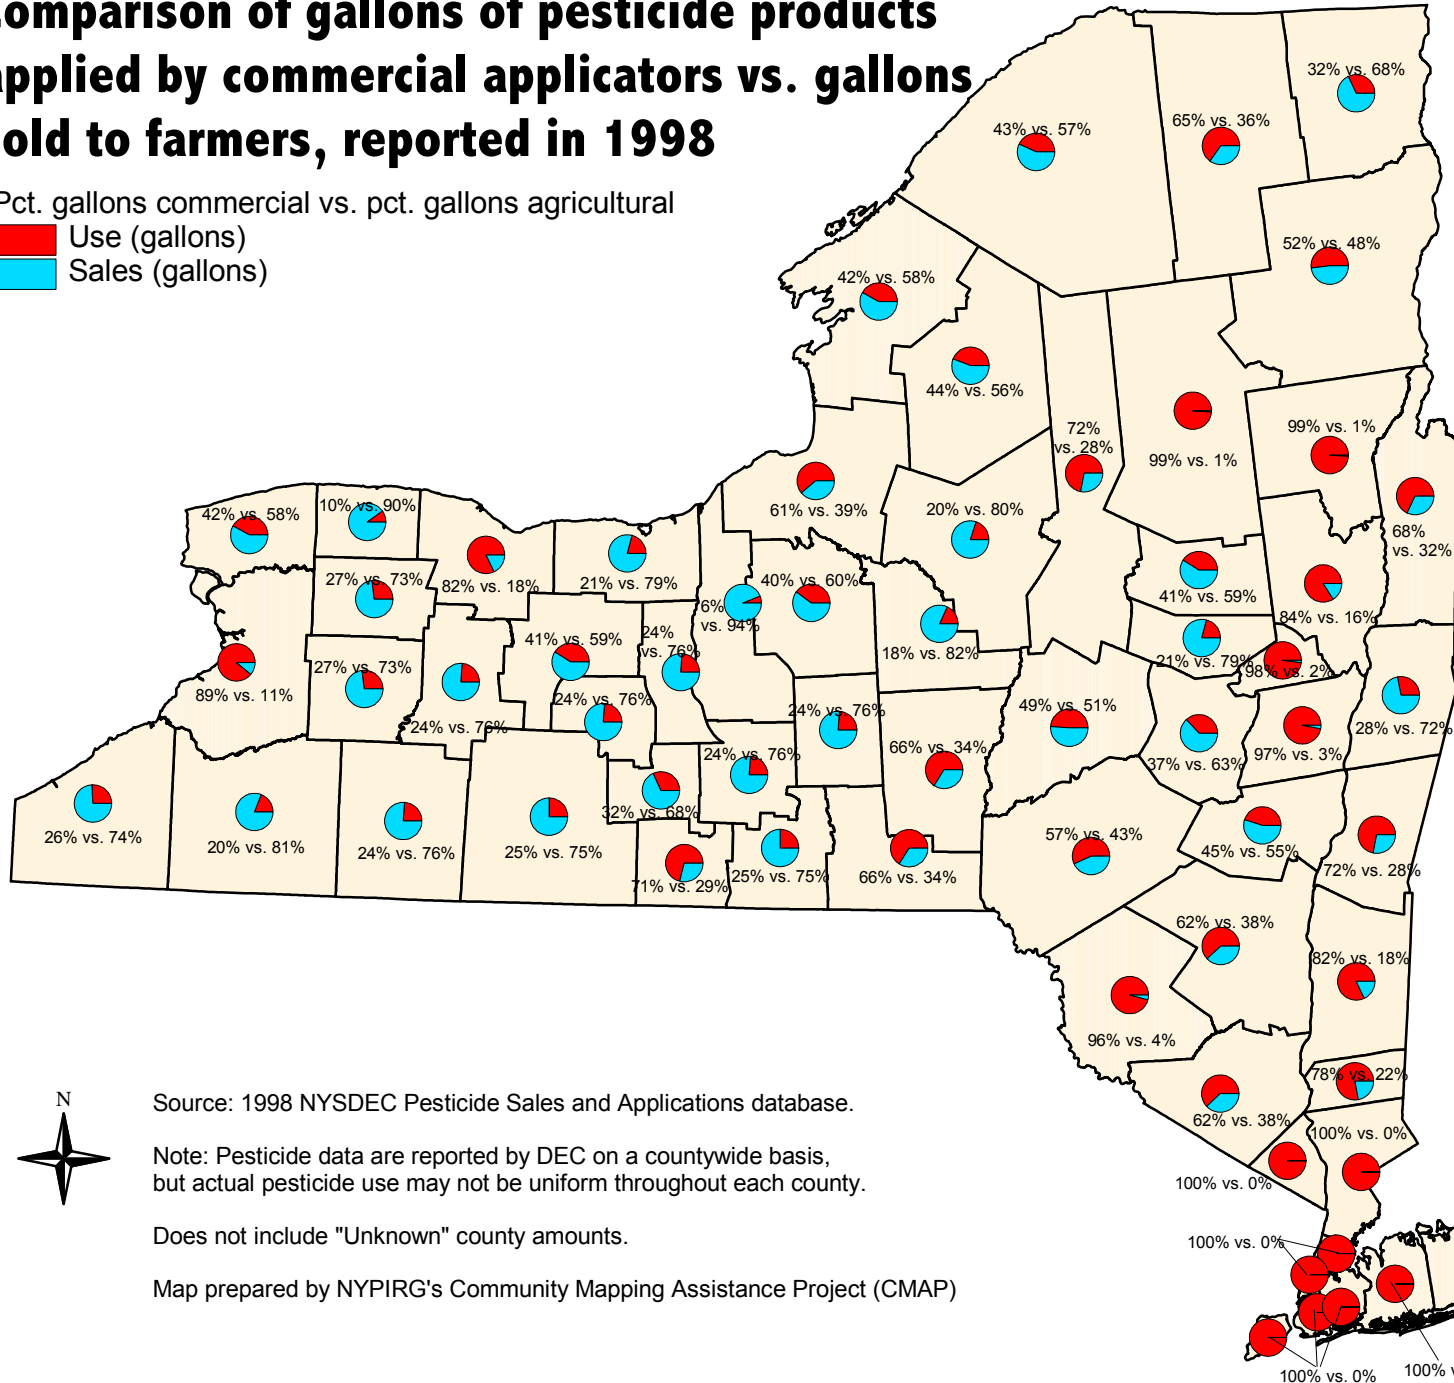 omparison of gallons of pesticide products
pplied by commercial applicators vs. gallons
old to farmers, reported in 1998
Pct. gallons commercial vs. pct. gallons agricultural
Use (gallons)
Sales (gallons)
32% vs. 68%
65% vs. 36%
43% vs. 57%
52% vs. 48%
42% vs. 58%
44% vs. 56%
72%
vs. 28%
99% vs. 1%
99% vs. 1%
68%
vs. 32%
61% vs. 39%
20% vs. 80%
42% vs. 58%
10% vs. 90%
82% vs. 18%
21% vs. 79%
27% vs. 73%
6%
vs. 94%
40% vs. 60%
18% vs. 82%
41% vs. 59%
84% vs. 16%
21% vs. 79%
98% vs. 2%
89% vs. 11%
27% vs. 73%
24% vs. 76%
41% vs. 59%
24%
vs. 76%
24% vs. 76%
24% vs. 76%
66% vs. 34%
49% vs. 51%
37% vs. 63%
97% vs. 3%
28% vs. 72%
26% vs. 74%
20% vs. 81%
24% vs. 76%
25% vs. 75%
32% vs. 68%
24% vs. 76%
71% vs. 29%
25% vs. 75%
66% vs. 34%
57% vs. 43%
45% vs. 55%
72% vs. 28%
62% vs. 38%
82% vs. 18%
96% vs. 4%
78% vs. 22%
62% vs. 38%
100% vs. 0%
100% vs. 0%
100% vs. 0%
100% vs. 0%
100% v
N
Source: 1998 NYSDEC Pesticide Sales and Applications database.
Note: Pesticide data are reported by DEC on a countywide basis,
but actual pesticide use may not be uniform throughout each county.
Does not include "Unknown" county amounts.
Map prepared by NYPIRG's Community Mapping Assistance Project (CMAP)